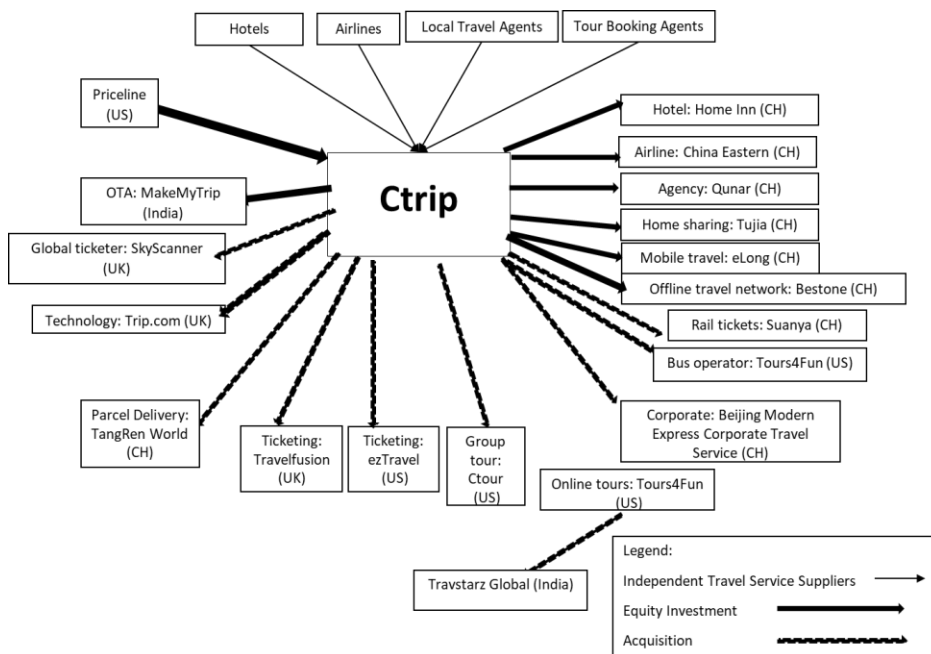 Hotels
Airlines
Local Travel Agents
Tour Booking Agents
Priceline
(US)
Hotel: Home Inn (CH)
Airline: China Eastern (CH)
Ctrip
OTA: MakeMyTrip
(India)
Agency: Qunar (CH)
Home sharing: Tujia (CH)
Global ticketer: SkyScanner
(UK)
Mobile travel: eLong (CH)
Offline travel network: Bestone (CH)
Technology: Trip.com (UK)
Rail tickets: Suanya (CH)
Bus operator: Tours4Fun (US)
Parcel Delivery:
TangRen World
(CH)
Ticketing:
Travelfusion
(UK)
Ticketing:
ezTravel
(US)
Group
tour:
Ctour
(US)
Corporate: Beijing Modern
Express Corporate Travel
Service (CH)
Online tours: Tours4Fun
(US)
Travstarz Global (India)
Legend:
Independent Travel Service Suppliers
Equity Investment
Acquisition